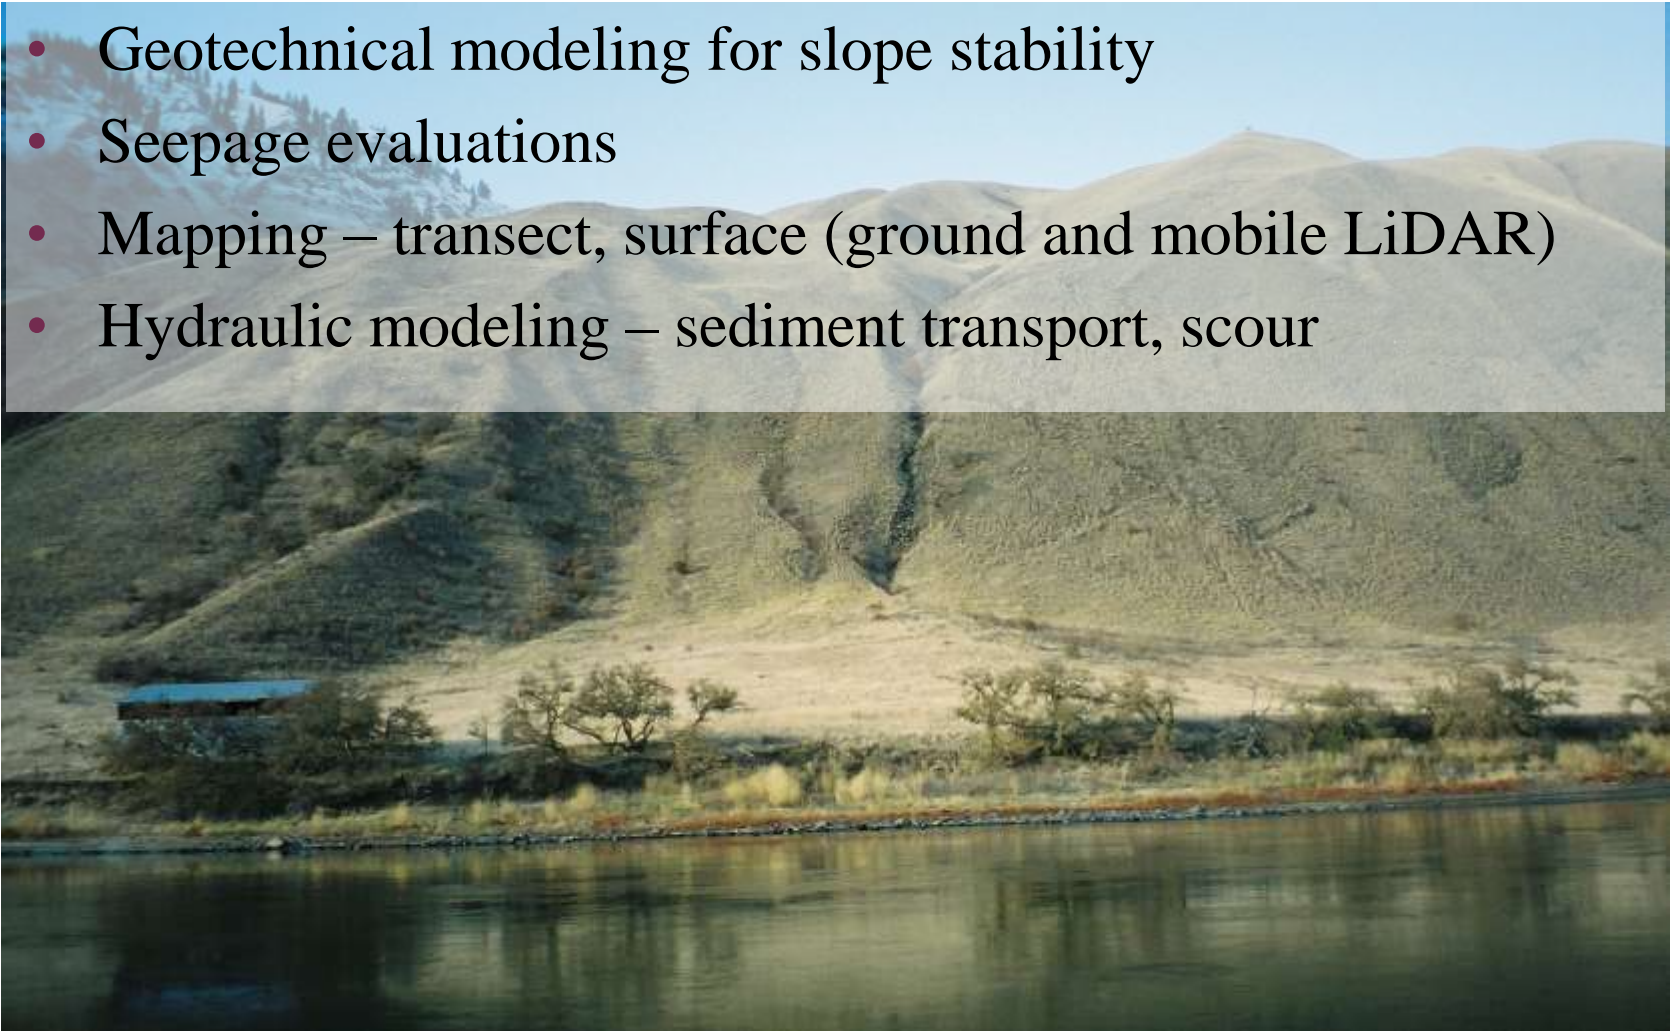 • Geotechnical modeling for slope stability
• Seepage evaluations
• Mapping – transect, surface (ground and mobile LiDAR)
• Hydraulic modeling – sediment transport, scour